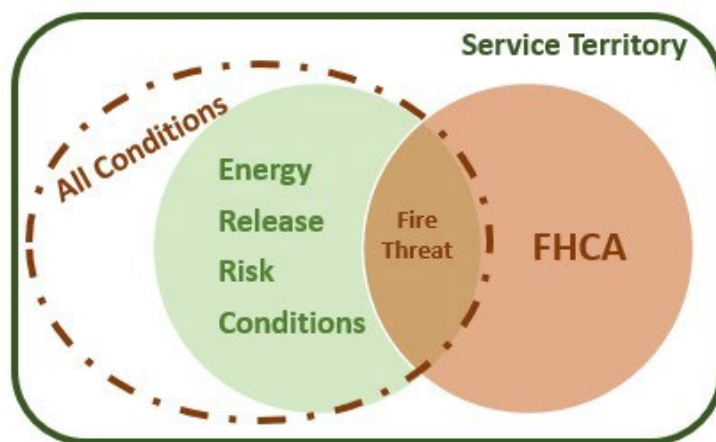 Service Territory
All Conditions
Energy
Release
Risk
Conditions
Fire
Threat
FHCA